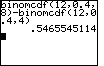 binomcdf(12,0.4,
8)-binomcdf(12,0
.4,4)
.5465545114